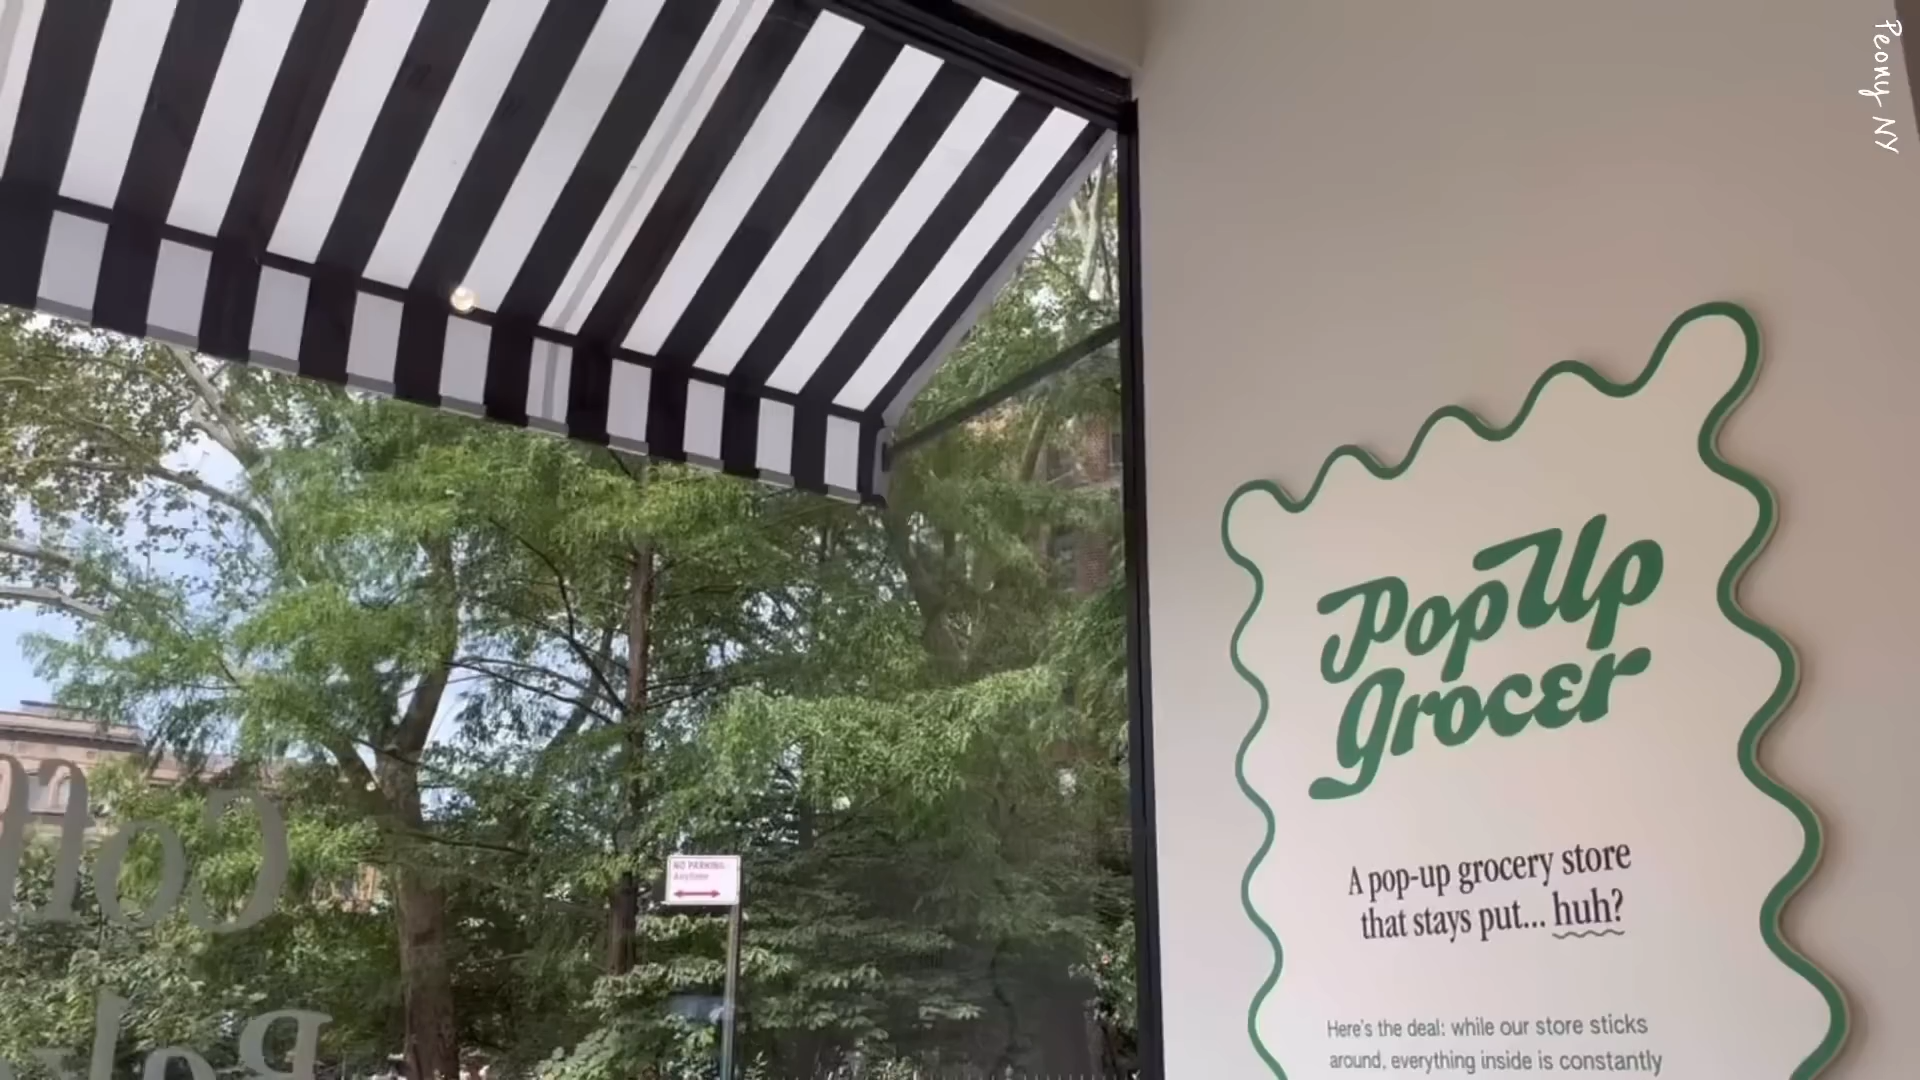 Peony NY
PopUp
grocer
A pop-up grocery store
that stays put... huh?
Here's the deal: while our store sticks
around, everything inside is constantly
NO PARKING
Anytime